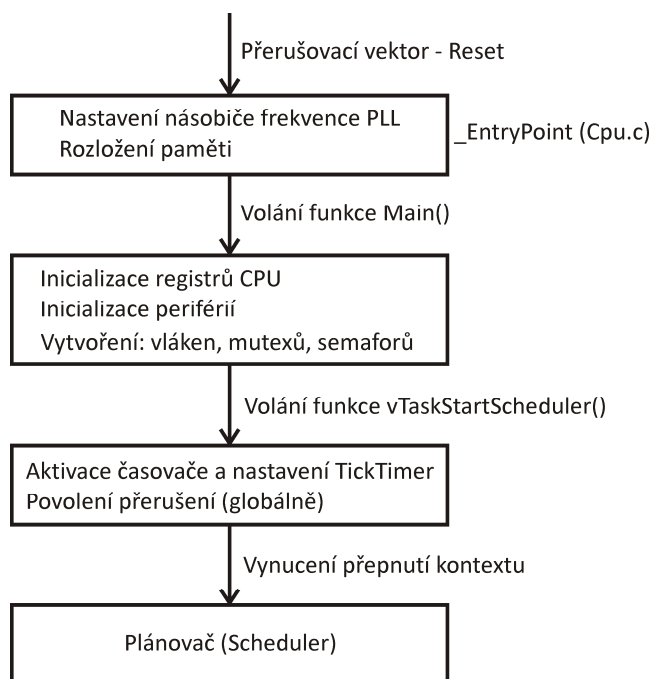 Přerušovací vektor - Reset
Nastavení násobiče frekvence PLL
Rozložení paměti
_EntryPoint (Cpu.c)
Volání funkce Main()
Inicializace registrů CPU
Inicializace periférií
Vytvoření: vláken, mutexů, semaforů
Volání funkce vTaskStartScheduler()
Aktivace časovače a nastavení TickTimer
Povolení přerušení (globálně)
Vynucení přepnutí kontextu
Plánovač (Scheduler)